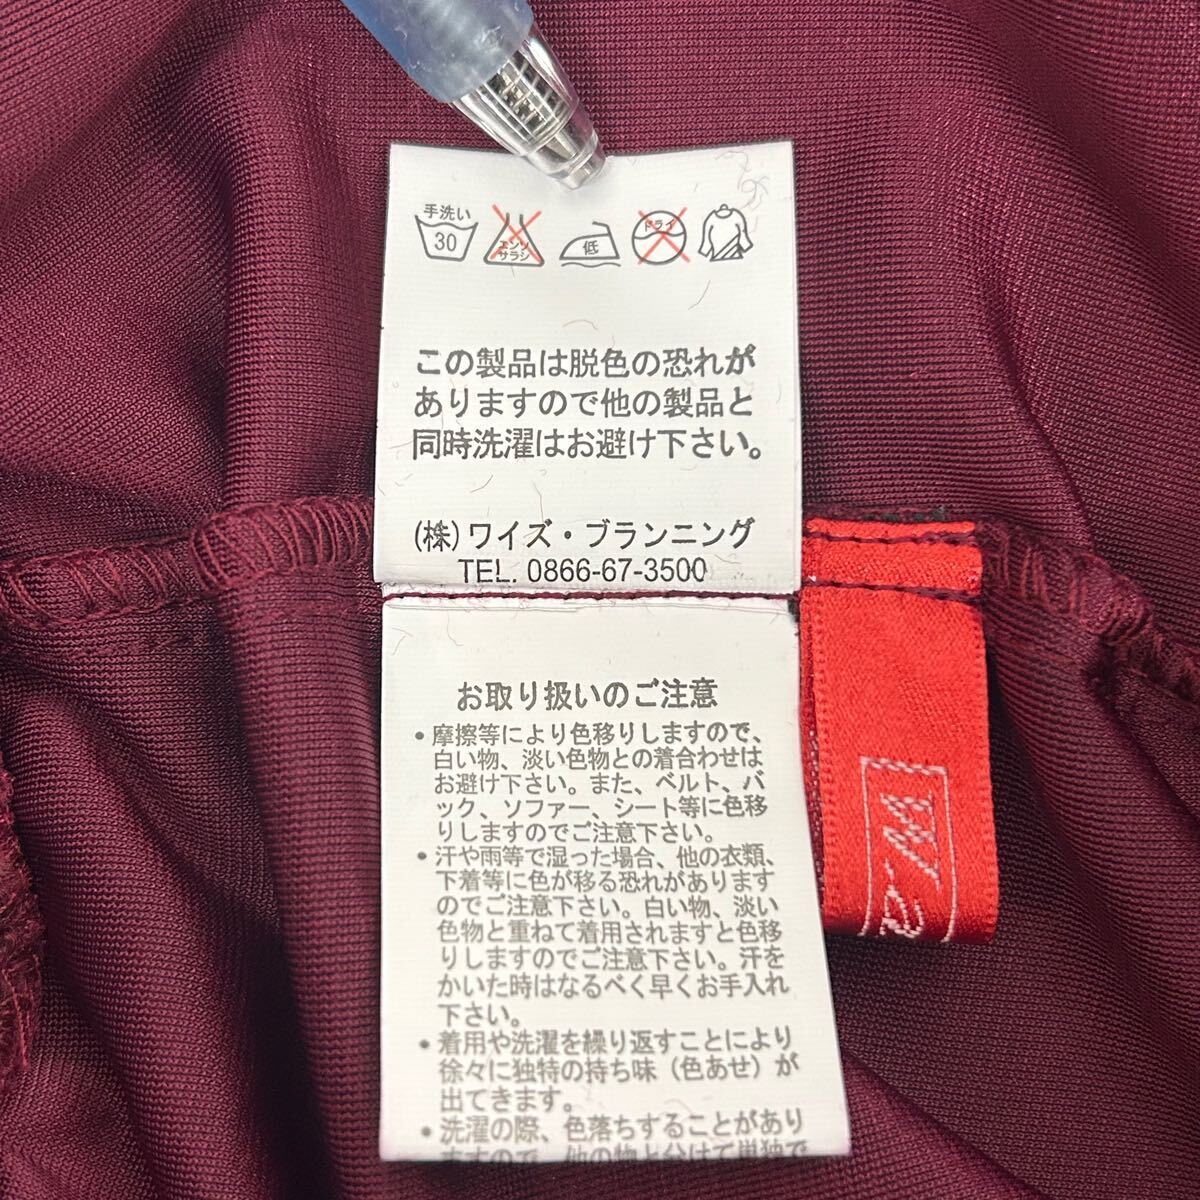 手洗い
30
エンソ
サラシ
低
ドライ
この製品は脱色の恐れが
ありますので他の製品と
同時洗濯はお避け下さい。
(株)ワイズ・プランニング
TEL. 0866-67-3500
お取り扱いのご注意
• 摩擦等により色移りしますので、
白い物、淡い色物との着合わせは
お避け下さい。また、ベルト、バ
ック、ソファー、シート等に色移
りしますのでご注意下さい。
• 汗や雨等で湿った場合、他の衣類、
下着等に色が移る恐れがあります
のでご注意下さい。白い物、淡い
色物と重ねて着用されますと色移
りしますのでご注意下さい。汗を
かいた時はなるべく早くお手入れ
下さい。
• 着用や洗濯を繰り返すことにより
徐々に独特の持ち味（色あせ）が
出てきます。
• 洗濯の際、色落ちすることがあり
ますので、他の物と分けて単独で